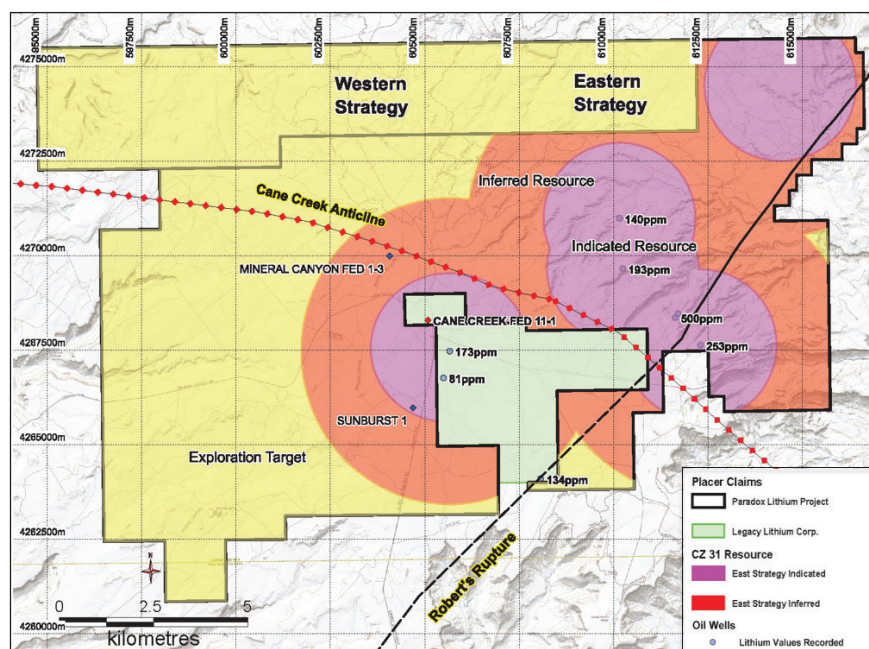 595000m
597500m
600000m
602500m
605000m
607500m
610000m
612500m
615000m
4275000m
4272500m
4270000m
4267500m
4265000m
4262500m
4260000m
Western
Strategy
Eastern
Strategy
Inferred Resource
Cane Creek Anticline
140ppm
Indicated Resource
MINERAL CANYON FED 1-3
193ppm
500ppm
CANE CREEK FED 11-1
253ppm
173ppm
81ppm
SUNBURST 1
Exploration Target
134ppm
Robert's Rupture
N
0 2.5 5
kilometres
Placer Claims
Paradox Lithium Project
Legacy Lithium Corp.
CZ 31 Resource
East Strategy Indicated
East Strategy Inferred
Oil Wells
Lithium Values Recorded